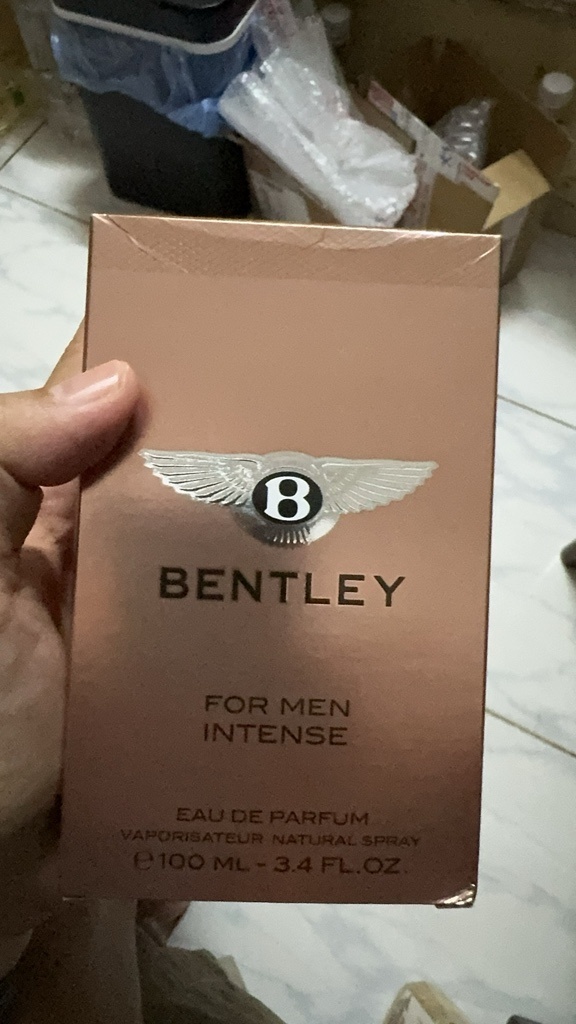 B
BENTLEY
FOR MEN
INTENSE
EAU DE PARFUM
VAPORISATEUR NATURAL SPRAY
℮ 100 ML - 3.4 FL.OZ.